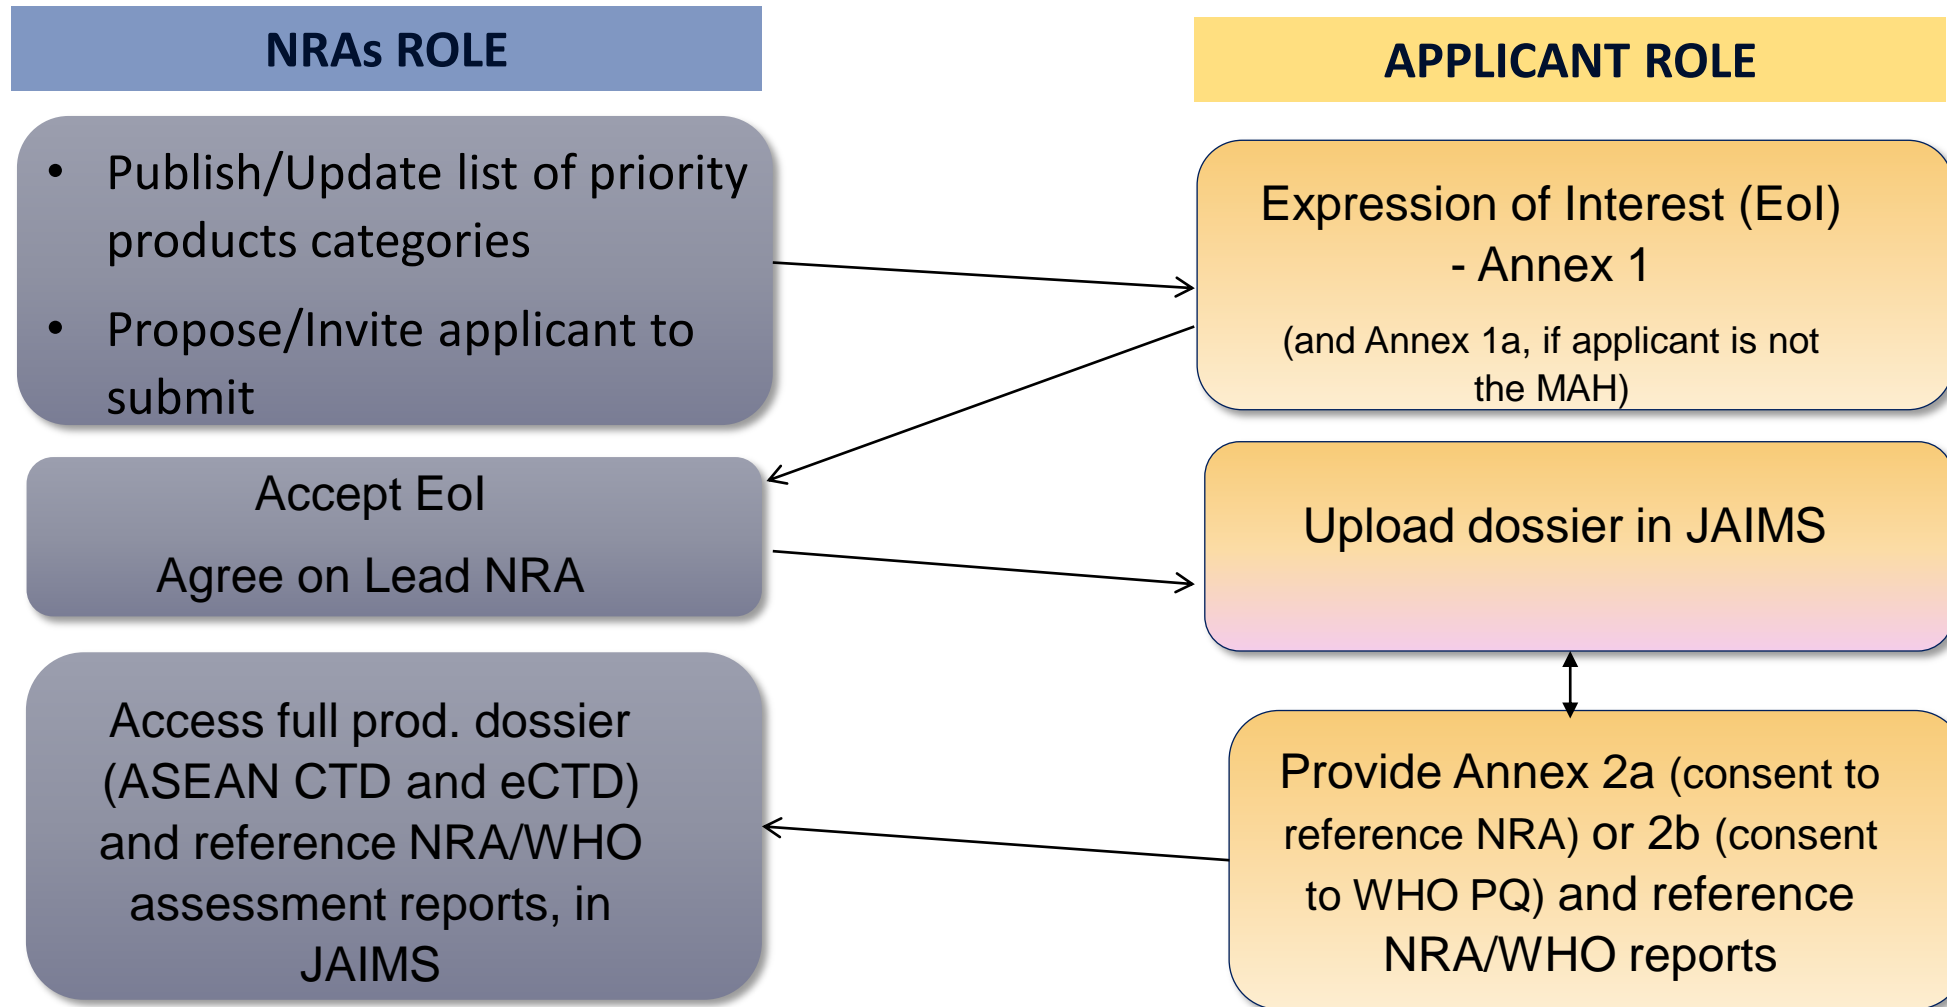 NRAs ROLE
• Publish/Update list of priority
products categories
• Propose/Invite applicant to
submit
Accept EoI
Agree on Lead NRA
Access full prod. dossier
(ASEAN CTD and eCTD)
and reference NRA/WHO
assessment reports, in
JAIMS
APPLICANT ROLE
Expression of Interest (EoI)
- Annex 1
(and Annex 1a, if applicant is not
the MAH)
Upload dossier in JAIMS
Provide Annex 2a (consent to
reference NRA) or 2b (consent
to WHO PQ) and reference
NRA/WHO reports